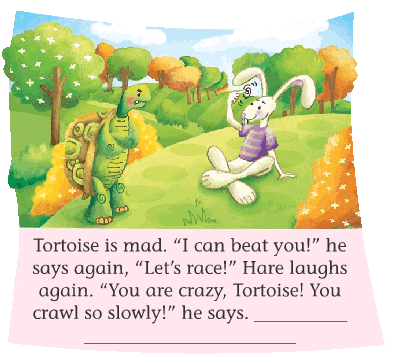 Tortoise is mad. “I can beat you!” he
says again, “Let’s race!” Hare laughs
again. “You are crazy, Tortoise! You
crawl so slowly!” he says.